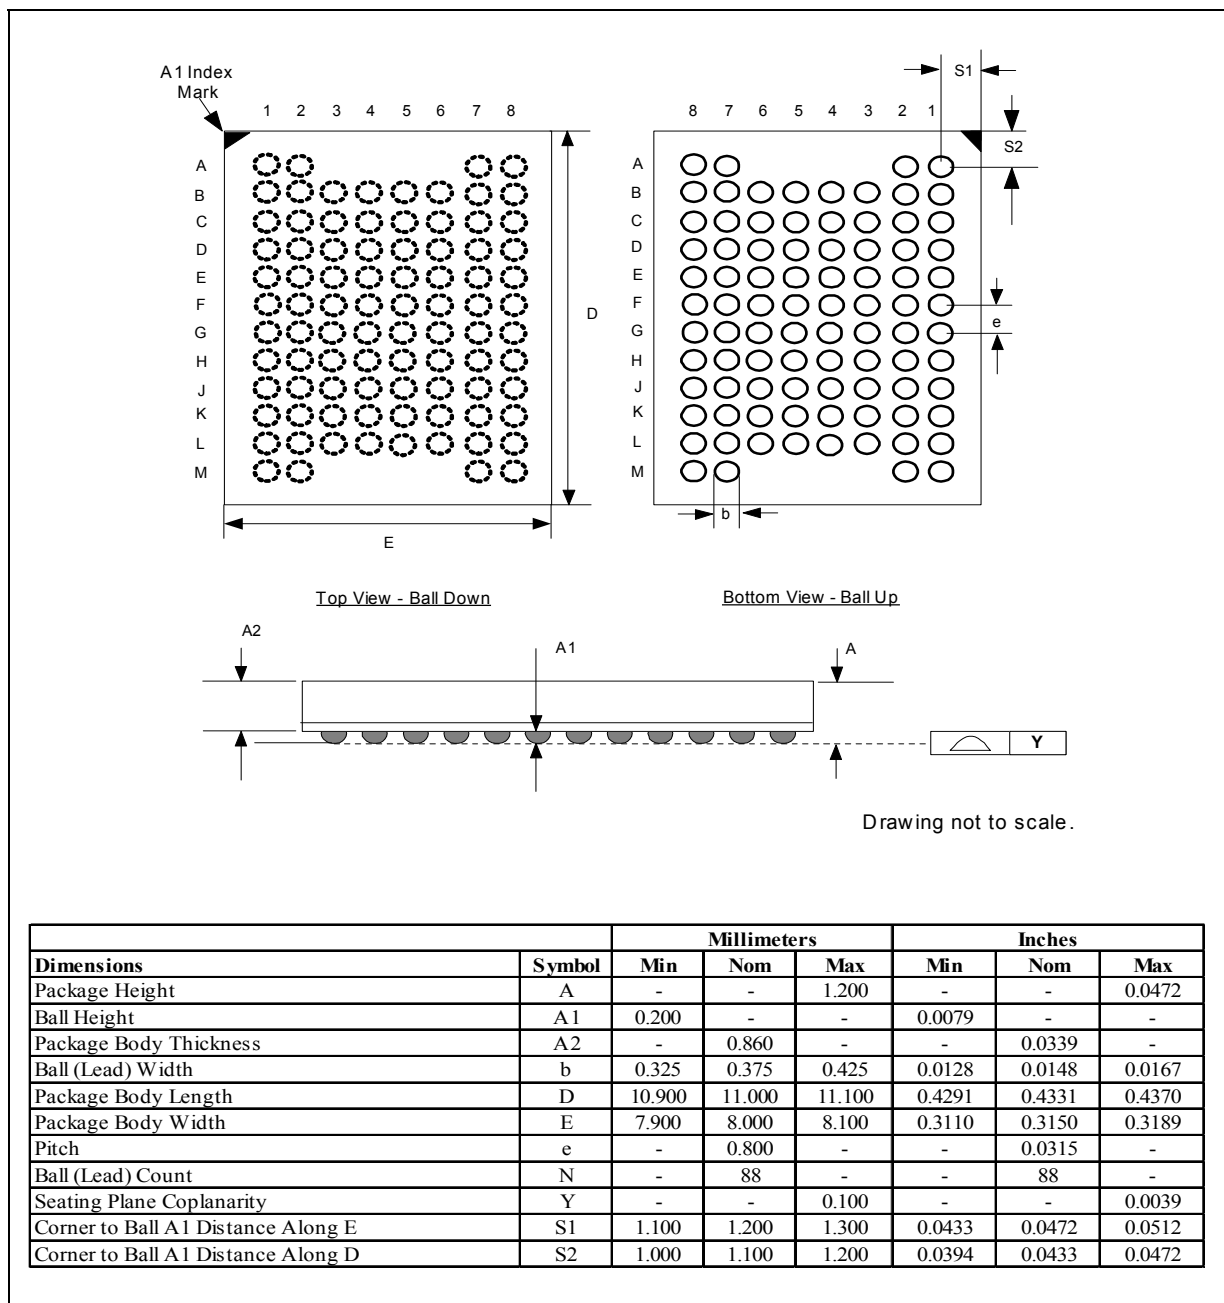 A1 Index
Mark
1 2 3 4 5 6 7 8
A
B
C
D
E
F
G
H
J
K
L
M
D
E
Top View - Ball Down
S1
8 7 6 5 4 3 2 1
S2
A
B
C
D
E
F
G
H
J
K
L
M
e
b
Bottom View - Ball Up
A2
A1
A
Y
Drawing not to scale.
Millimeters Inches
Dimensions Symbol Min Nom Max Min Nom Max
Package Height A - - 1.200 - - 0.0472
Ball Height A1 0.200 - - 0.0079 - -
Package Body Thickness A2 - 0.860 - - 0.0339 -
Ball (Lead) Width b 0.325 0.375 0.425 0.0128 0.0148 0.0167
Package Body Length D 10.900 11.000 11.100 0.4291 0.4331 0.4370
Package Body Width E 7.900 8.000 8.100 0.3110 0.3150 0.3189
Pitch e - 0.800 - - 0.0315 -
Ball (Lead) Count N - 88 - - 88 -
Seating Plane Coplanarity Y - - 0.100 - - 0.0039
Corner to Ball A1 Distance Along E S1 1.100 1.200 1.300 0.0433 0.0472 0.0512
Corner to Ball A1 Distance Along D S2 1.000 1.100 1.200 0.0394 0.0433 0.0472